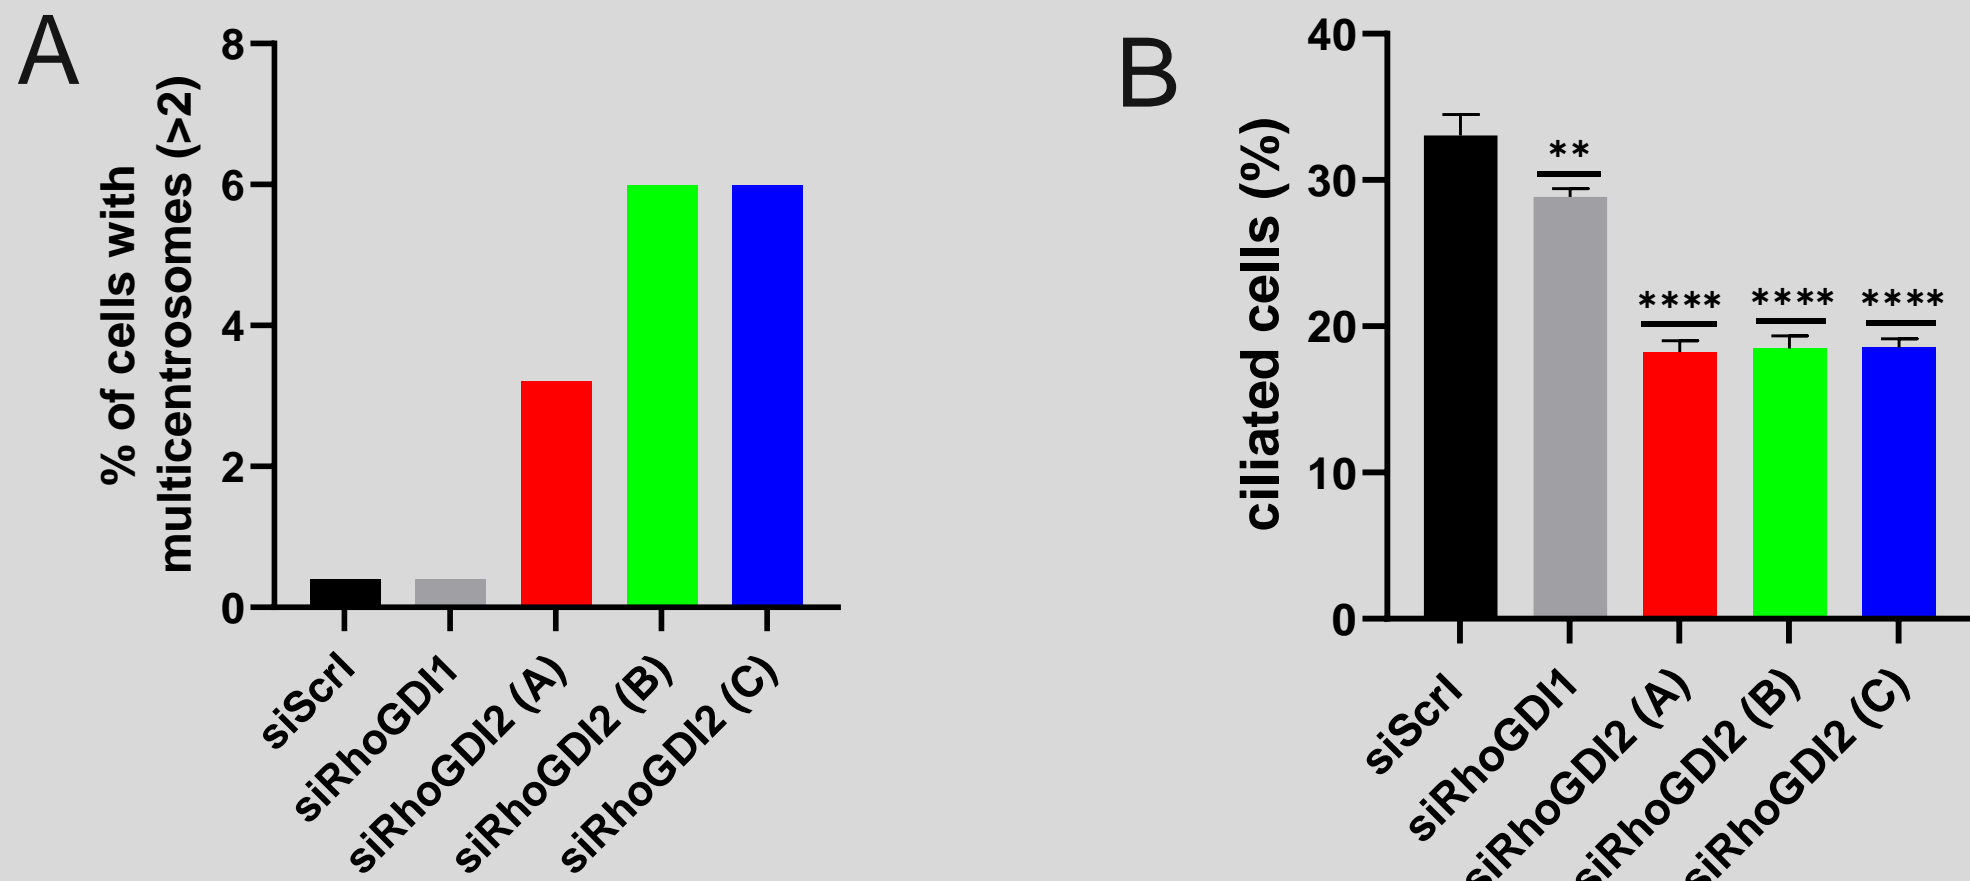 A
% of cells with
multicentrosomes (>2)
8
6
4
2
0
siScrl
siRhoGDI1
siRhoGDI2 (A)
siRhoGDI2 (B)
siRhoGDI2 (C)
B
ciliated cells (%)
40
30
20
10
0
**
****
****
****
siScrl
siRhoGDI1
siRhoGDI2 (A)
siRhoGDI2 (B)
siRhoGDI2 (C)